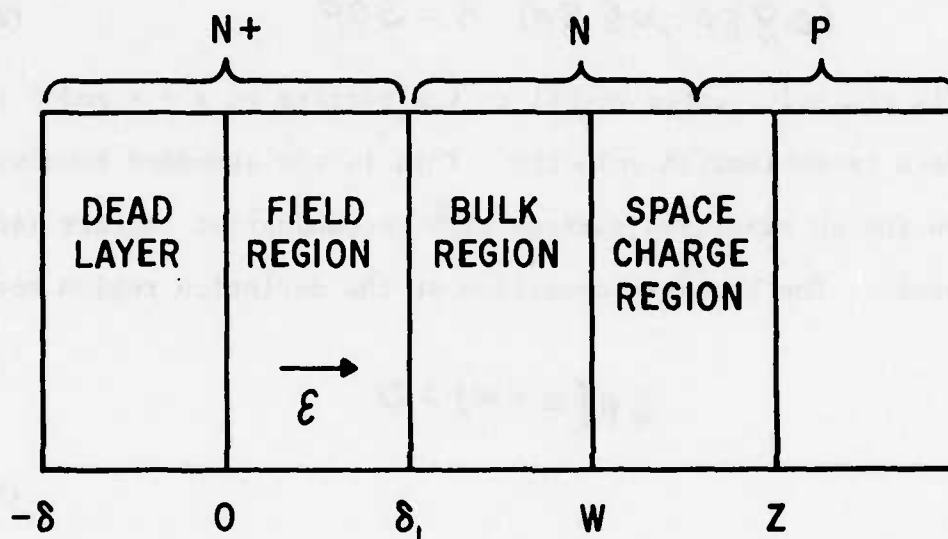 N+ N P
DEAD LAYER
FIELD REGION
BULK REGION
SPACE CHARGE REGION
ε
-δ 0 δ₁ W Z